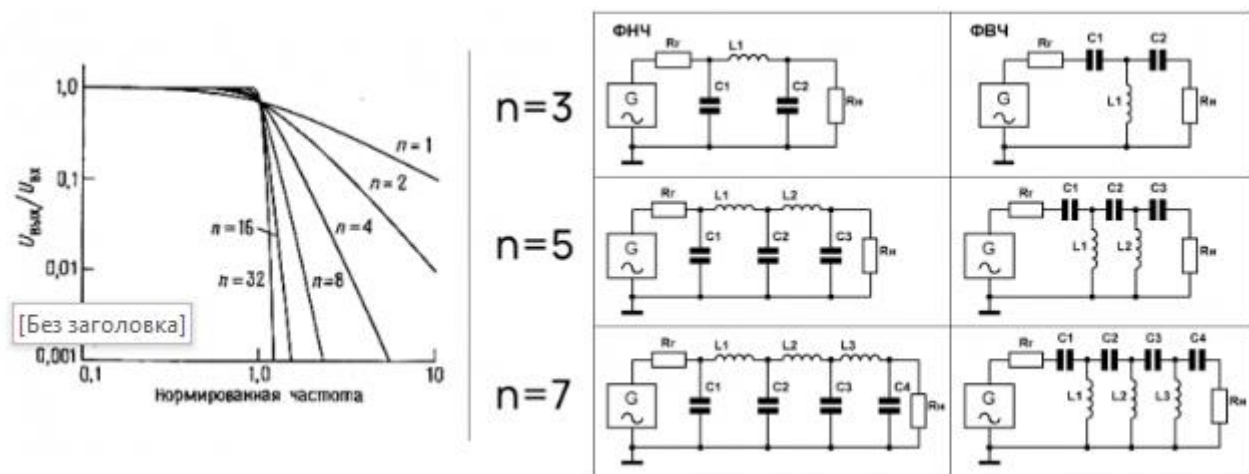 1,0
0,1
0,01
0,001
Uвых/Uвх
n=1
n=2
n=4
n=16
n=8
n=32
[Без заголовка]
0,1
1,0
10
Нормированная частота
n=3
n=5
n=7
ФНЧ
Rг
L1
G
C1
C2
Rн
ФВЧ
Rг
C1
C2
G
L1
Rн
Rг
L1
L2
G
C1
C2
C3
Rн
Rг
C1
C2
C3
G
L1
L2
Rн
Rг
L1
L2
L3
G
C1
C2
C3
C4
Rн
Rг
C1
C2
C3
C4
G
L1
L2
L3
Rн